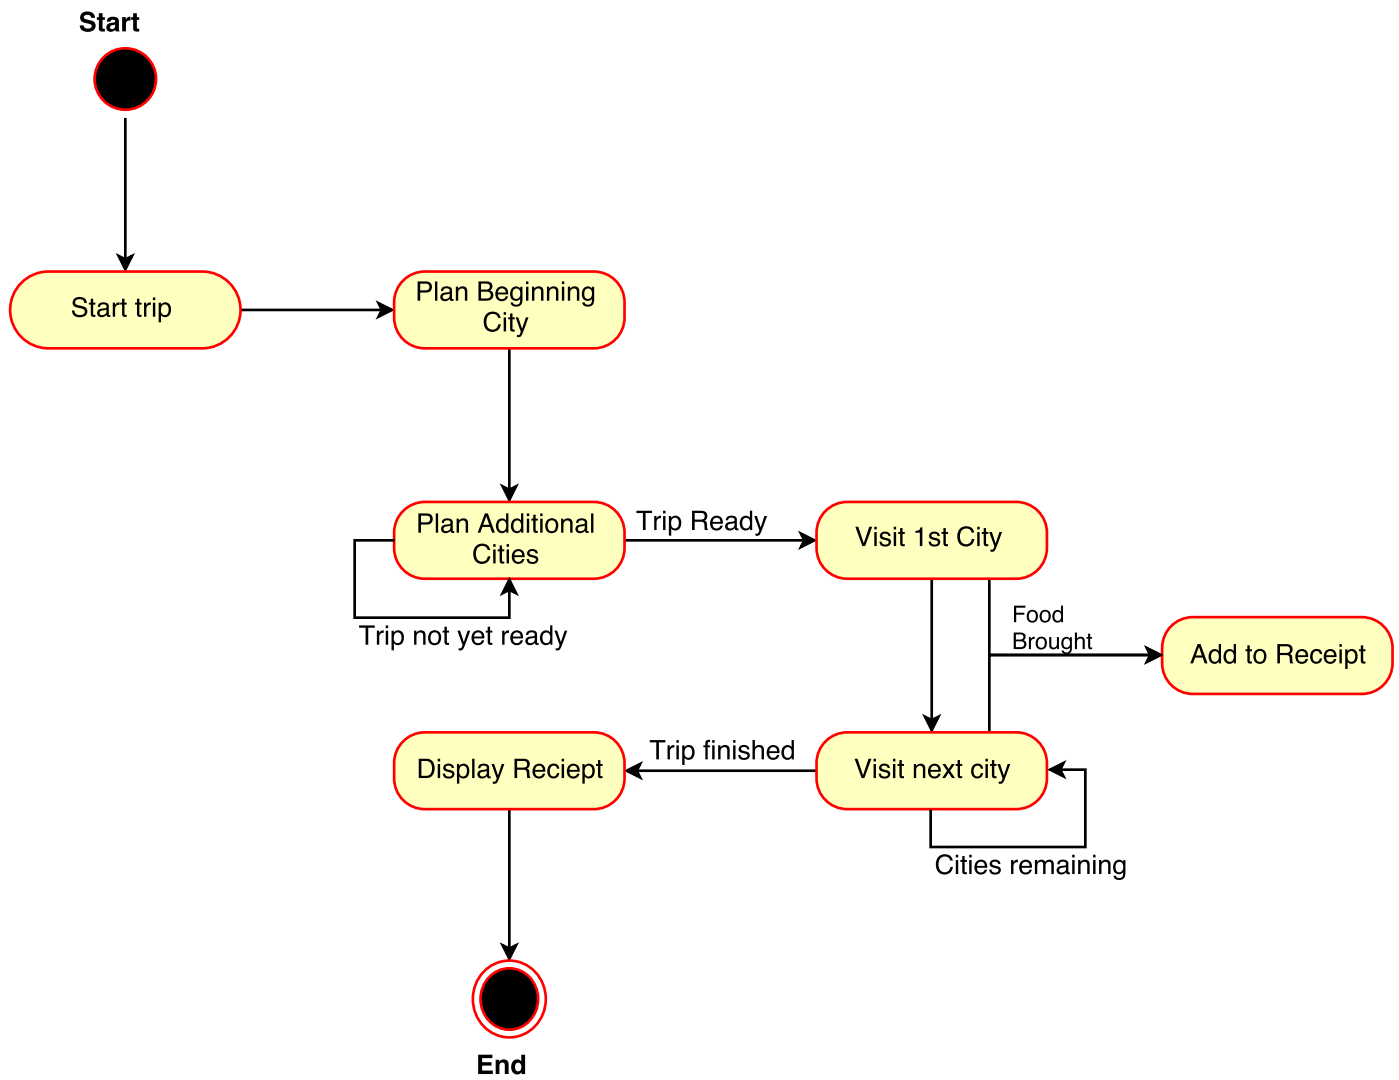 Start
Start trip
Plan Beginning
City
Plan Additional
Cities
Trip Ready
Visit 1st City
Trip not yet ready
Food
Brought
Add to Receipt
Display Reciept
Trip finished
Visit next city
Cities remaining
End